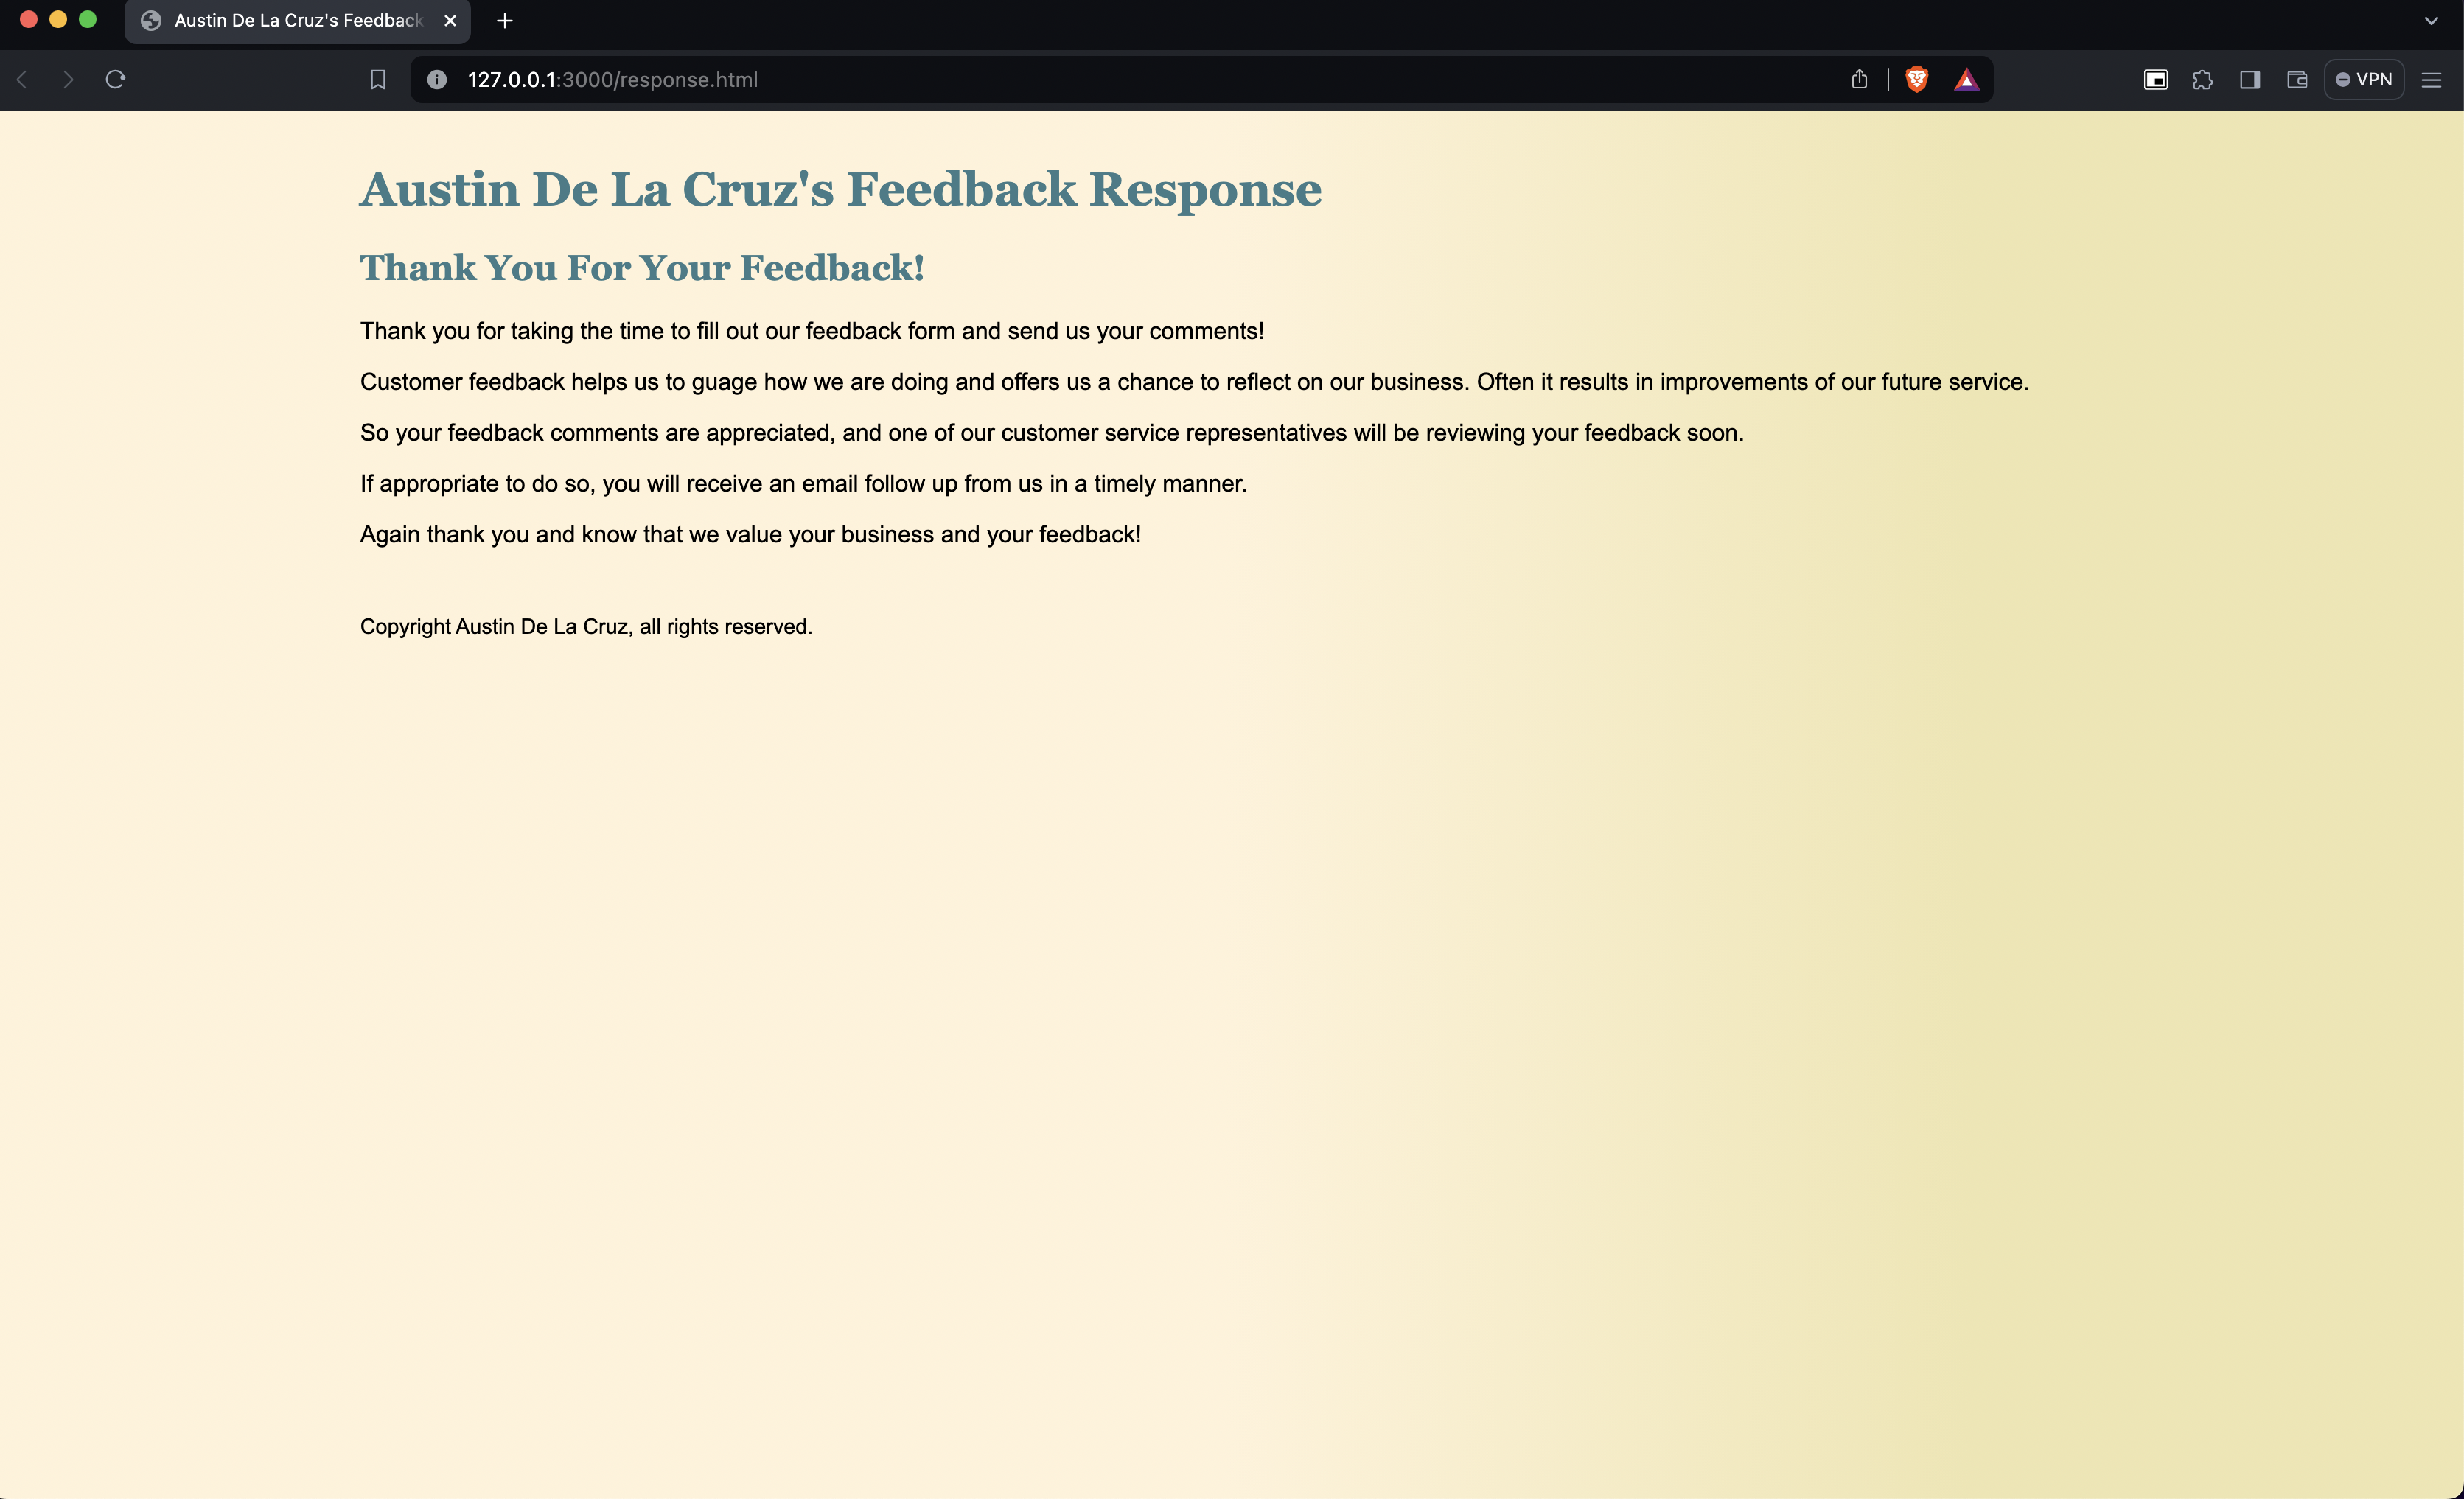 Austin De La Cruz's Feedback
127.0.0.1:3000/response.html
VPN
Austin De La Cruz's Feedback Response
Thank You For Your Feedback!
Thank you for taking the time to fill out our feedback form and send us your comments!
Customer feedback helps us to guage how we are doing and offers us a chance to reflect on our business. Often it results in improvements of our future service.
So your feedback comments are appreciated, and one of our customer service representatives will be reviewing your feedback soon.
If appropriate to do so, you will receive an email follow up from us in a timely manner.
Again thank you and know that we value your business and your feedback!
Copyright Austin De La Cruz, all rights reserved.